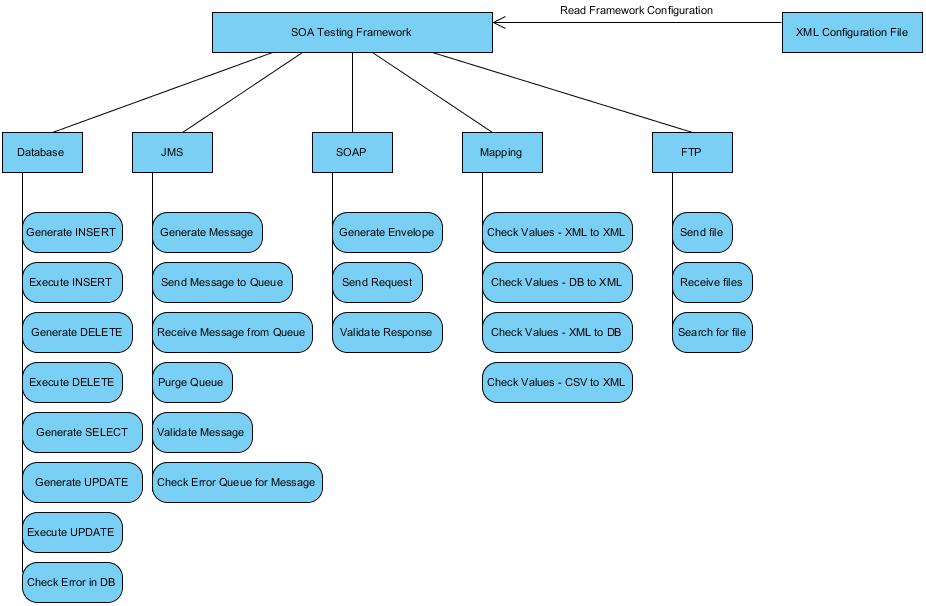 Read Framework Configuration
SOA Testing Framework
XML Configuration File
Database
JMS
SOAP
Mapping
FTP
Generate INSERT
Execute INSERT
Generate DELETE
Execute DELETE
Generate SELECT
Generate UPDATE
Execute UPDATE
Check Error in DB
Generate Message
Send Message to Queue
Receive Message from Queue
Purge Queue
Validate Message
Check Error Queue for Message
Generate Envelope
Send Request
Validate Response
Check Values - XML to XML
Check Values - DB to XML
Check Values - XML to DB
Check Values - CSV to XML
Send file
Receive files
Search for file